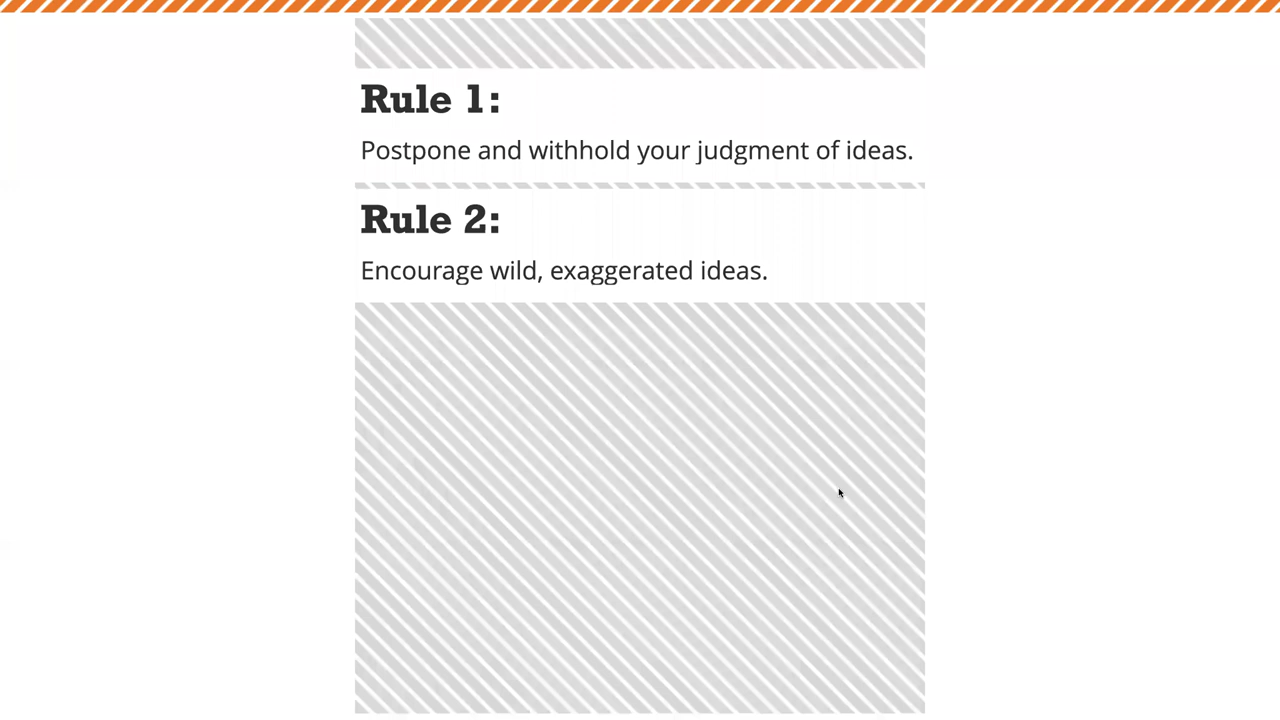 Rule 1:
Postpone and withhold your judgment of ideas.
Rule 2:
Encourage wild, exaggerated ideas.